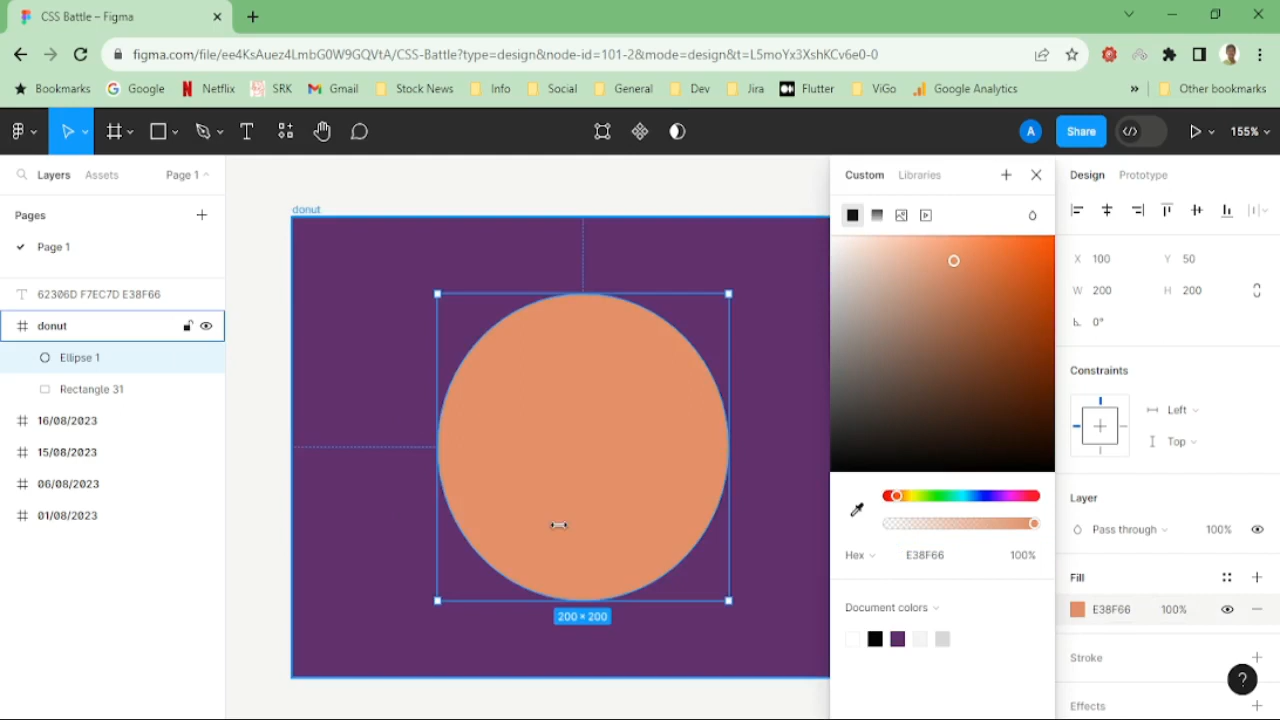 CSS Battle – Figma
figma.com/file/ee4KsAuez4LmbG0W9GQVtA/CSS-Battle?type=design&node-id=101-2&mode=design&t=L5moYx3XshKCv6e0-0
Bookmarks Google Netflix SRK Gmail Stock News Info Social General Dev Jira Flutter ViGo Google Analytics » Other bookmarks
A Share 155%
Layers Assets Page 1 Custom Libraries Design Prototype
Pages
Page 1
donut
X 100 Y 50
62306D F7EC7D E38F66
W 200 H 200
donut
0°
Ellipse 1
Constraints
Rectangle 31
Left
16/08/2023
Top
15/08/2023
06/08/2023
Layer
01/08/2023
Pass through 100%
Hex E38F66 100%
Fill
Document colors
E38F66 100%
200 × 200
Stroke
?
Effects